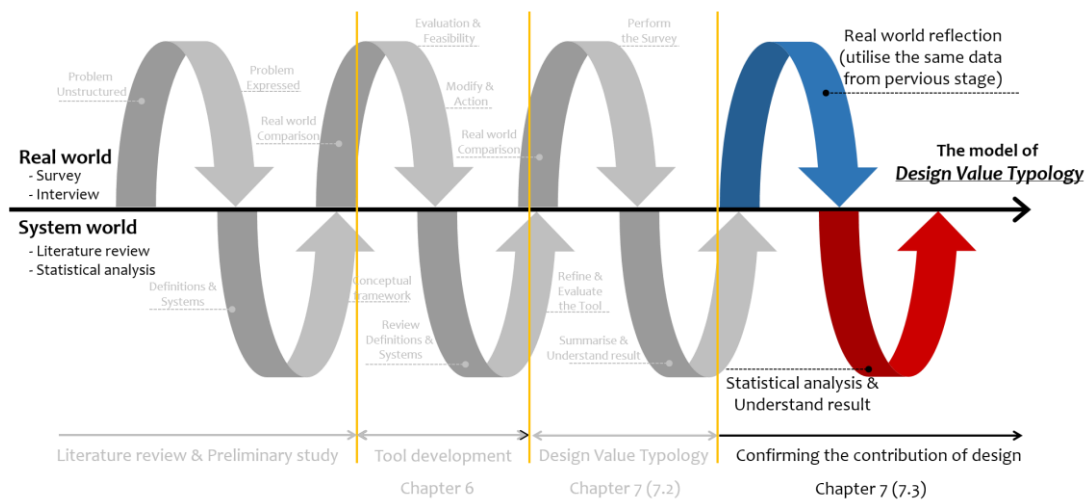 Evaluation &
Feasibility
Perform
the Survey
Real world reflection
(utilise the same data
from pervious stage)
Problem
Unstructured
Problem
Expressed
Modify &
Action
Real world
Comparison
Real world
Comparison
Real world
- Survey
- Interview
The model of
Design Value Typology
System world
- Literature review
- Statistical analysis
Definitions &
Systems
Conceptual
framework
Refine &
Evaluate
the Tool
Review
Definitions &
Systems
Summarise &
Understand result
Statistical analysis &
Understand result
Literature review & Preliminary study
Tool development
Design Value Typology
Confirming the contribution of design
Chapter 6
Chapter 7 (7.2)
Chapter 7 (7.3)